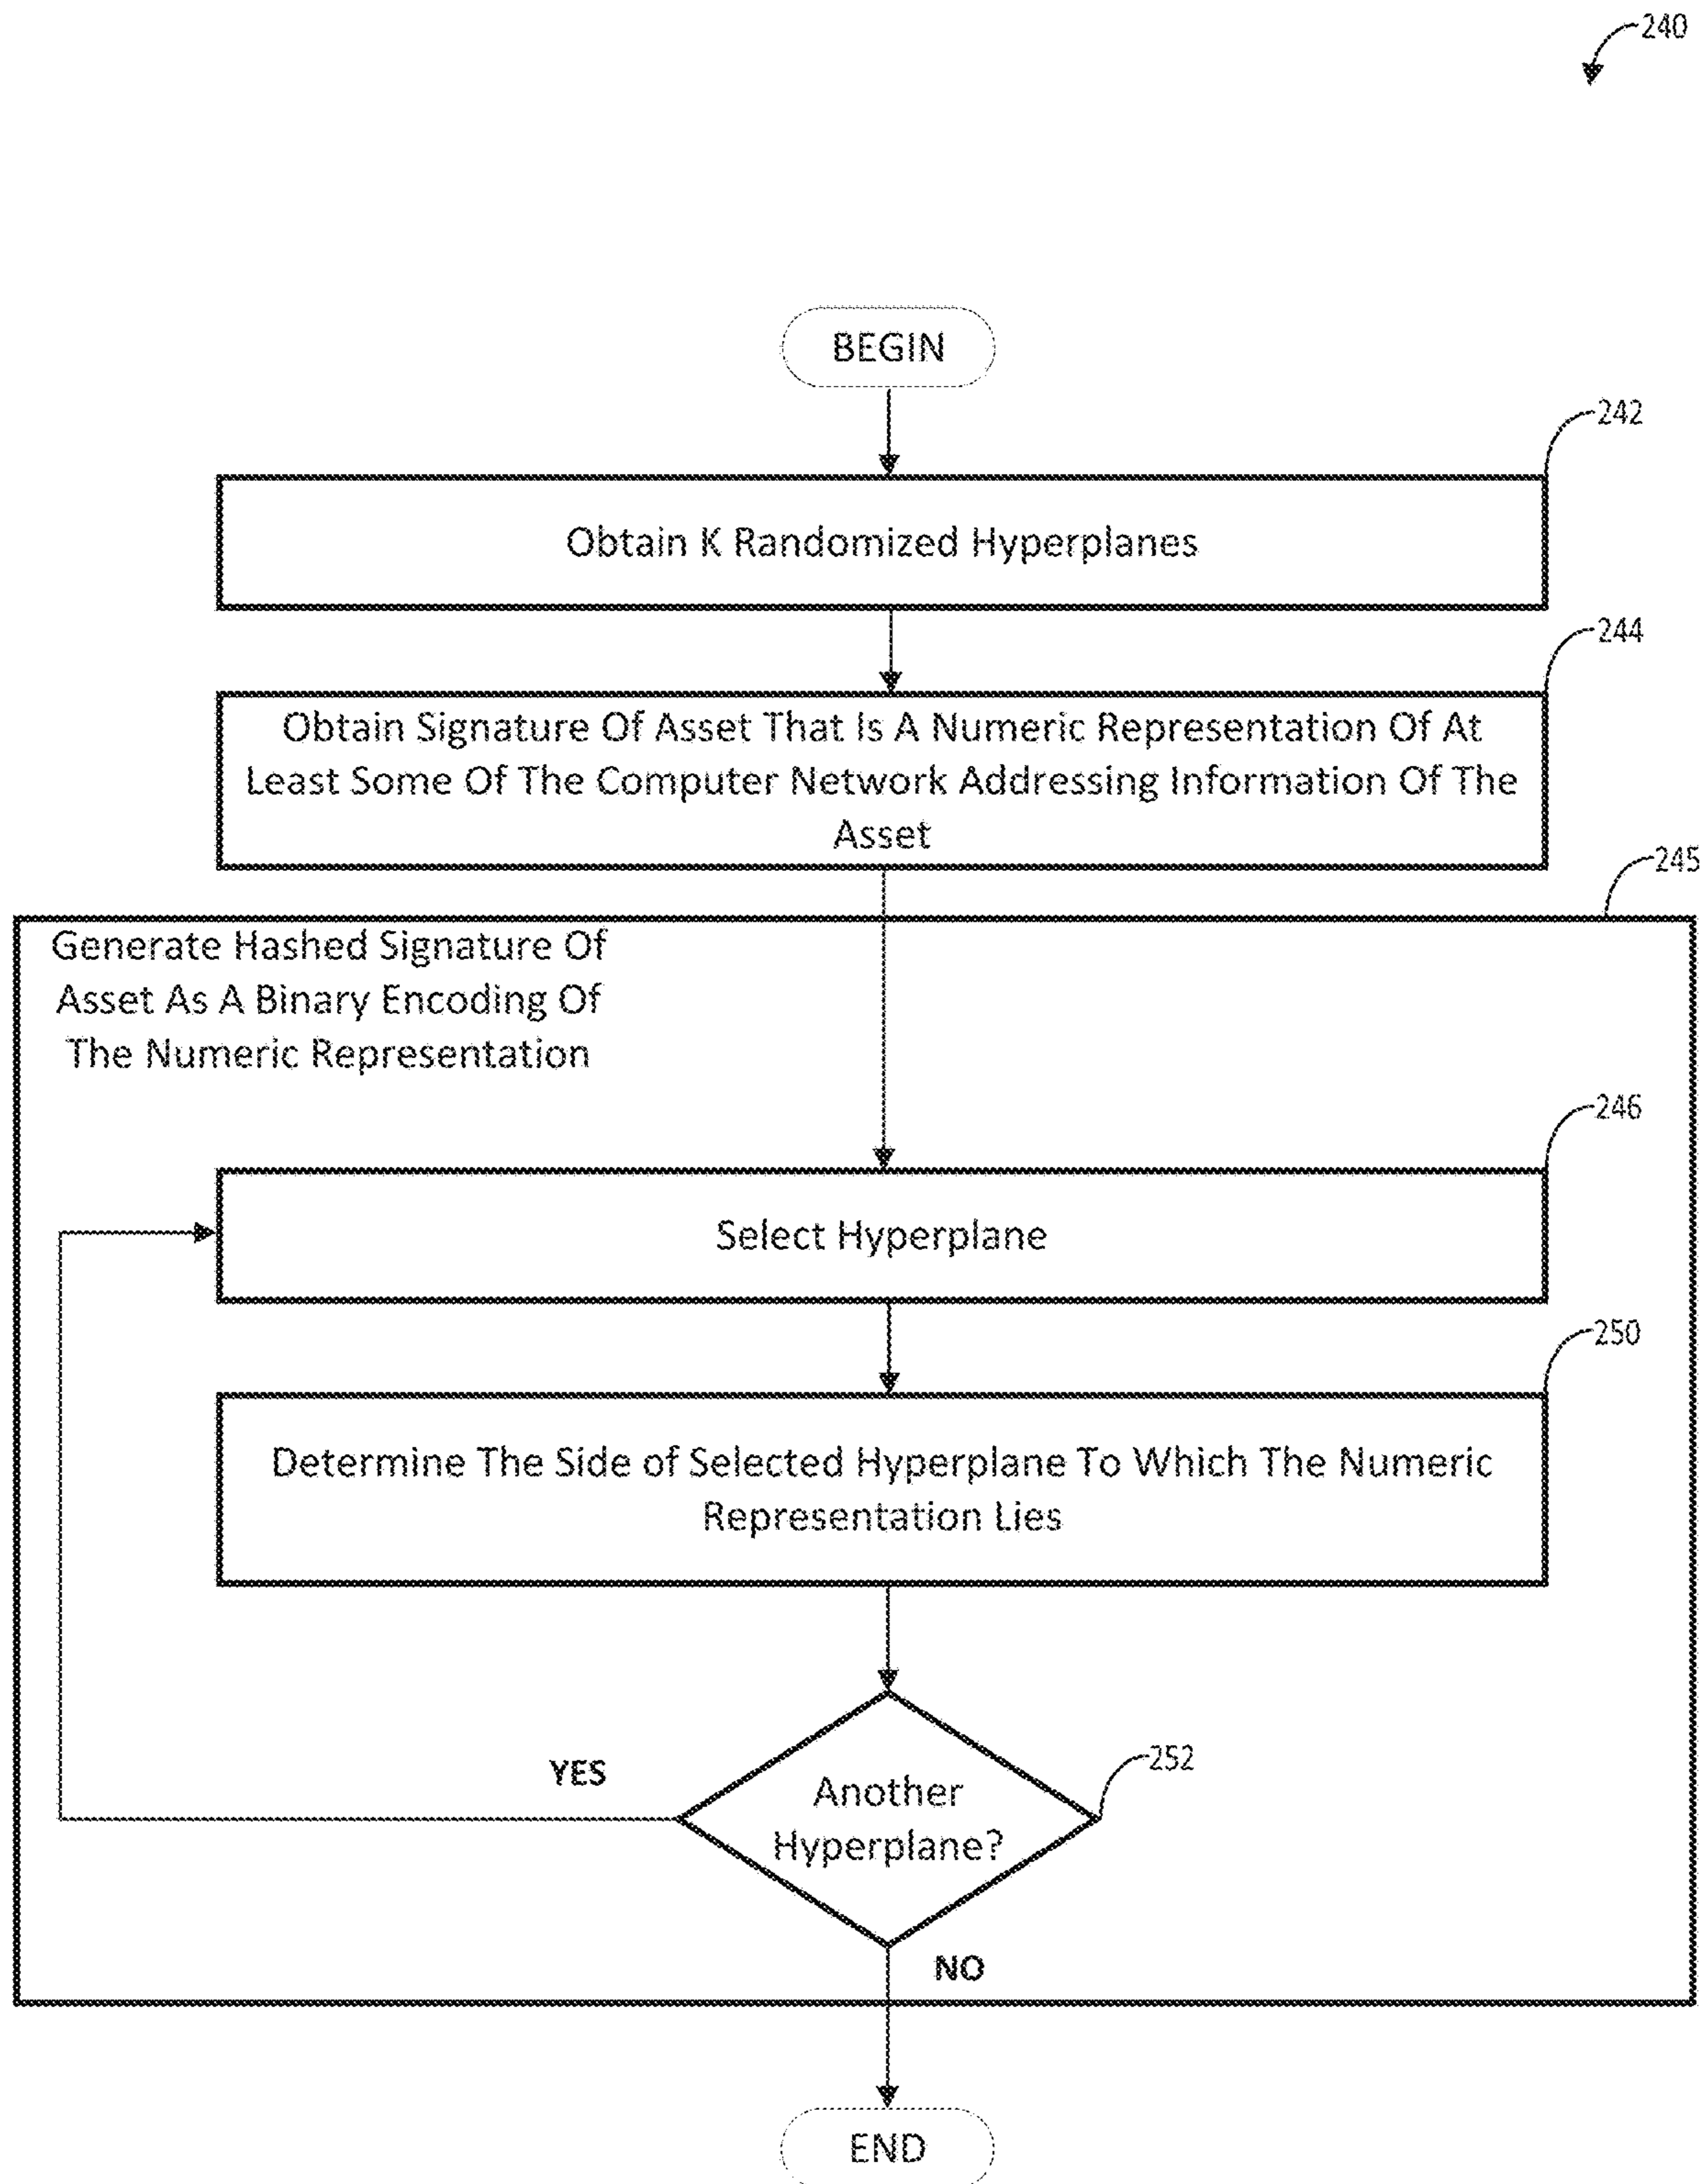 240
BEGIN
242
Obtain K Randomized Hyperplanes
244
Obtain Signature Of Asset That Is A Numeric Representation Of At
Least Some Of The Computer Network Addressing Information Of The
Asset
245
Generate Hashed Signature Of
Asset As A Binary Encoding Of
The Numeric Representation
246
Select Hyperplane
250
Determine The Side of Selected Hyperplane To Which The Numeric
Representation Lies
252
YES
Another
Hyperplane?
NO
END